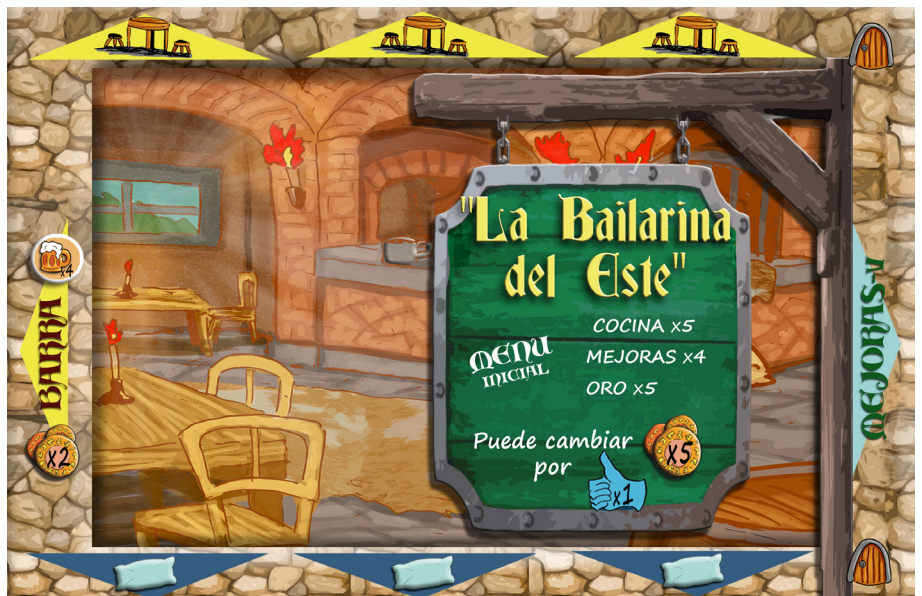 "La Bailarina
del Este"
MENU
INICIAL
COCINA x5
MEJORAS x4
ORO x5
Puede cambiar
por
x1
x5
x4
BARRA
x2
MEJORAS-V